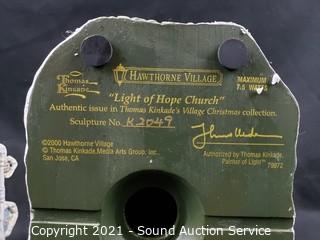 Thomas
Kinkade
HAWTHORNE VILLAGE
MAXIMUM
7.5 WATTS
"Light of Hope Church"
Authentic issue in Thomas Kinkade's Village Christmas collection.
Sculpture No. K2049
©2000 Hawthorne Village
© Thomas Kinkade, Media Arts Group, Inc.
San Jose, CA
Authorized by Thomas Kinkade,
Painter of Light™
79972
Copyright 2021 - Sound Auction Service